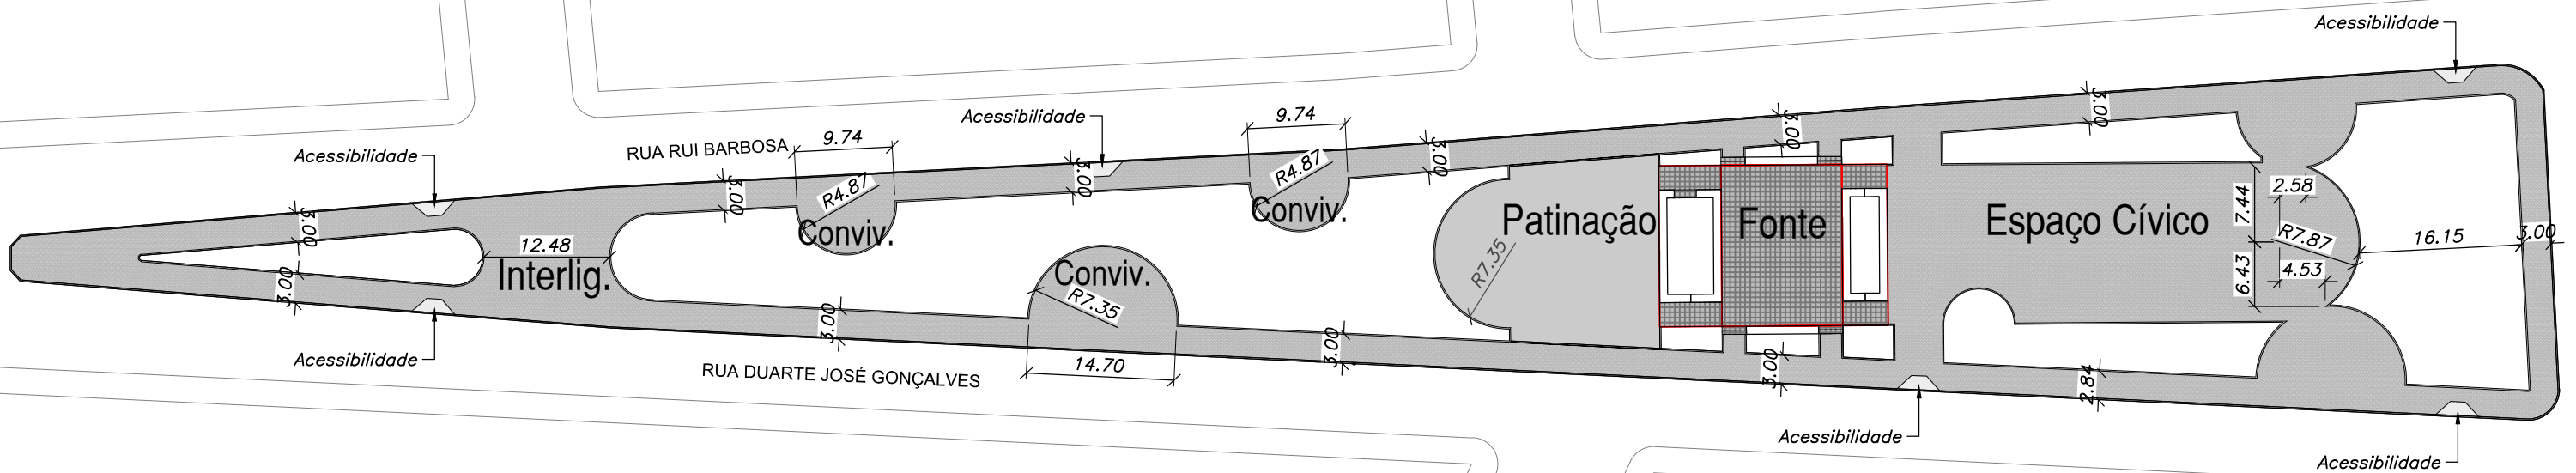 Acessibilidade
Acessibilidade
9.74
3.00
9.74
3.00
3.00
RUA RUI BARBOSA
Acessibilidade
R4.87
3.00
R4.87
3.00
2.58
3.00
Conviv.
Conviv.
Patinação
Fonte
Espaço Cívico
7.44
R7.87
16.15
3.00
12.48
Interlig.
Conviv.
R7.35
4.53
6.43
3.00
R7.35
3.00
3.00
3.00
2.84
Acessibilidade
14.70
RUA DUARTE JOSÉ GONÇALVES
Acessibilidade
Acessibilidade